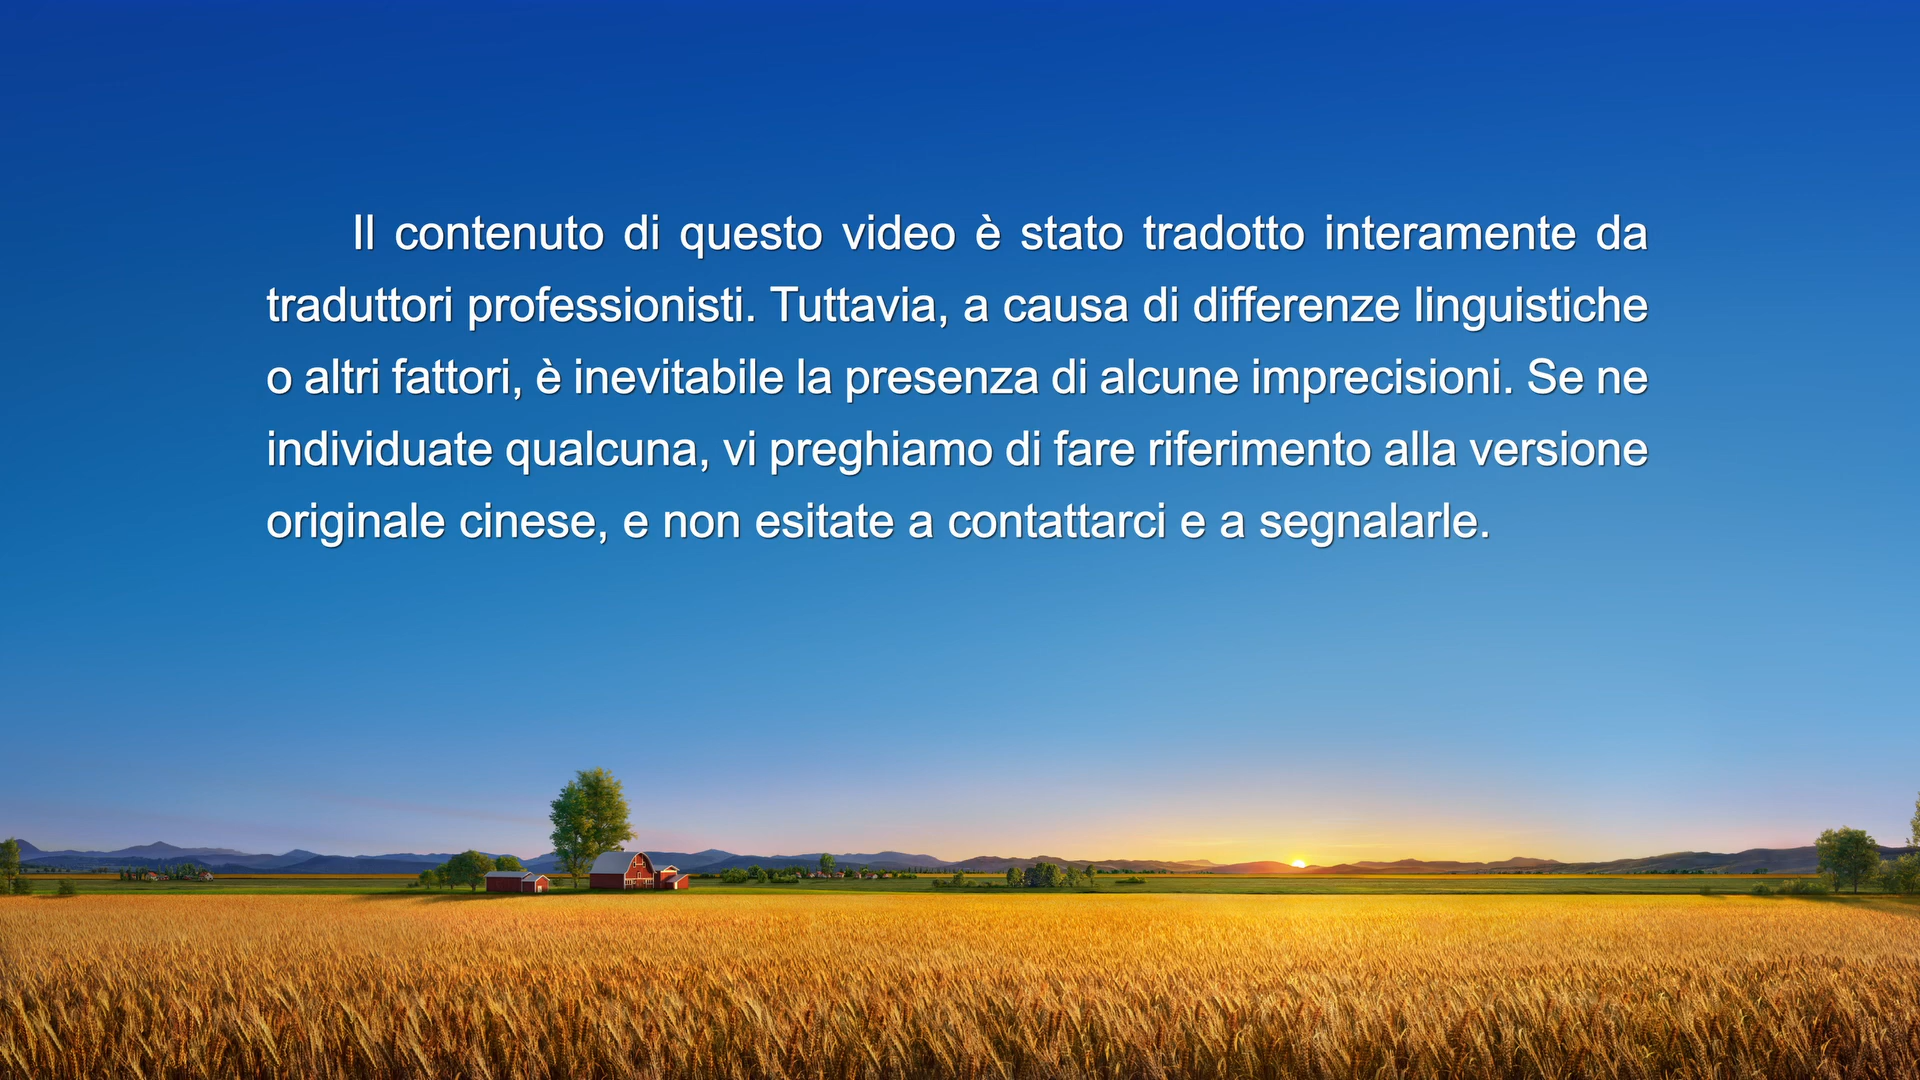 Il contenuto di questo video è stato tradotto interamente da
traduttori professionisti. Tuttavia, a causa di differenze linguistiche
o altri fattori, è inevitabile la presenza di alcune imprecisioni. Se ne
individuate qualcuna, vi preghiamo di fare riferimento alla versione
originale cinese, e non esitate a contattarci e a segnalarle.